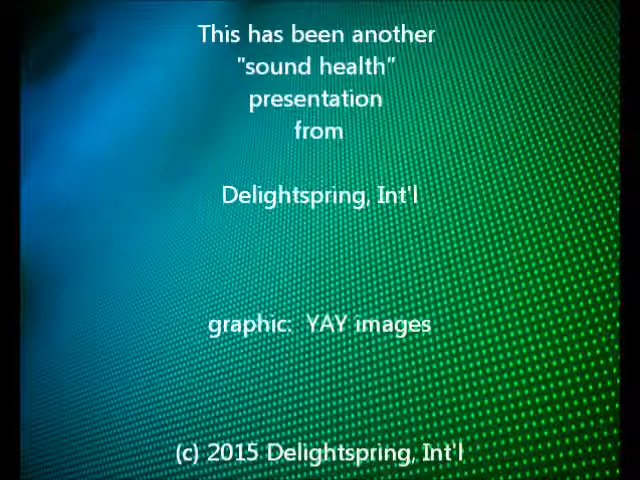 This has been another
"sound health"
presentation
from
Delightspring, Int'l
graphic:  YAY images
(c) 2015 Delightspring, Int'l